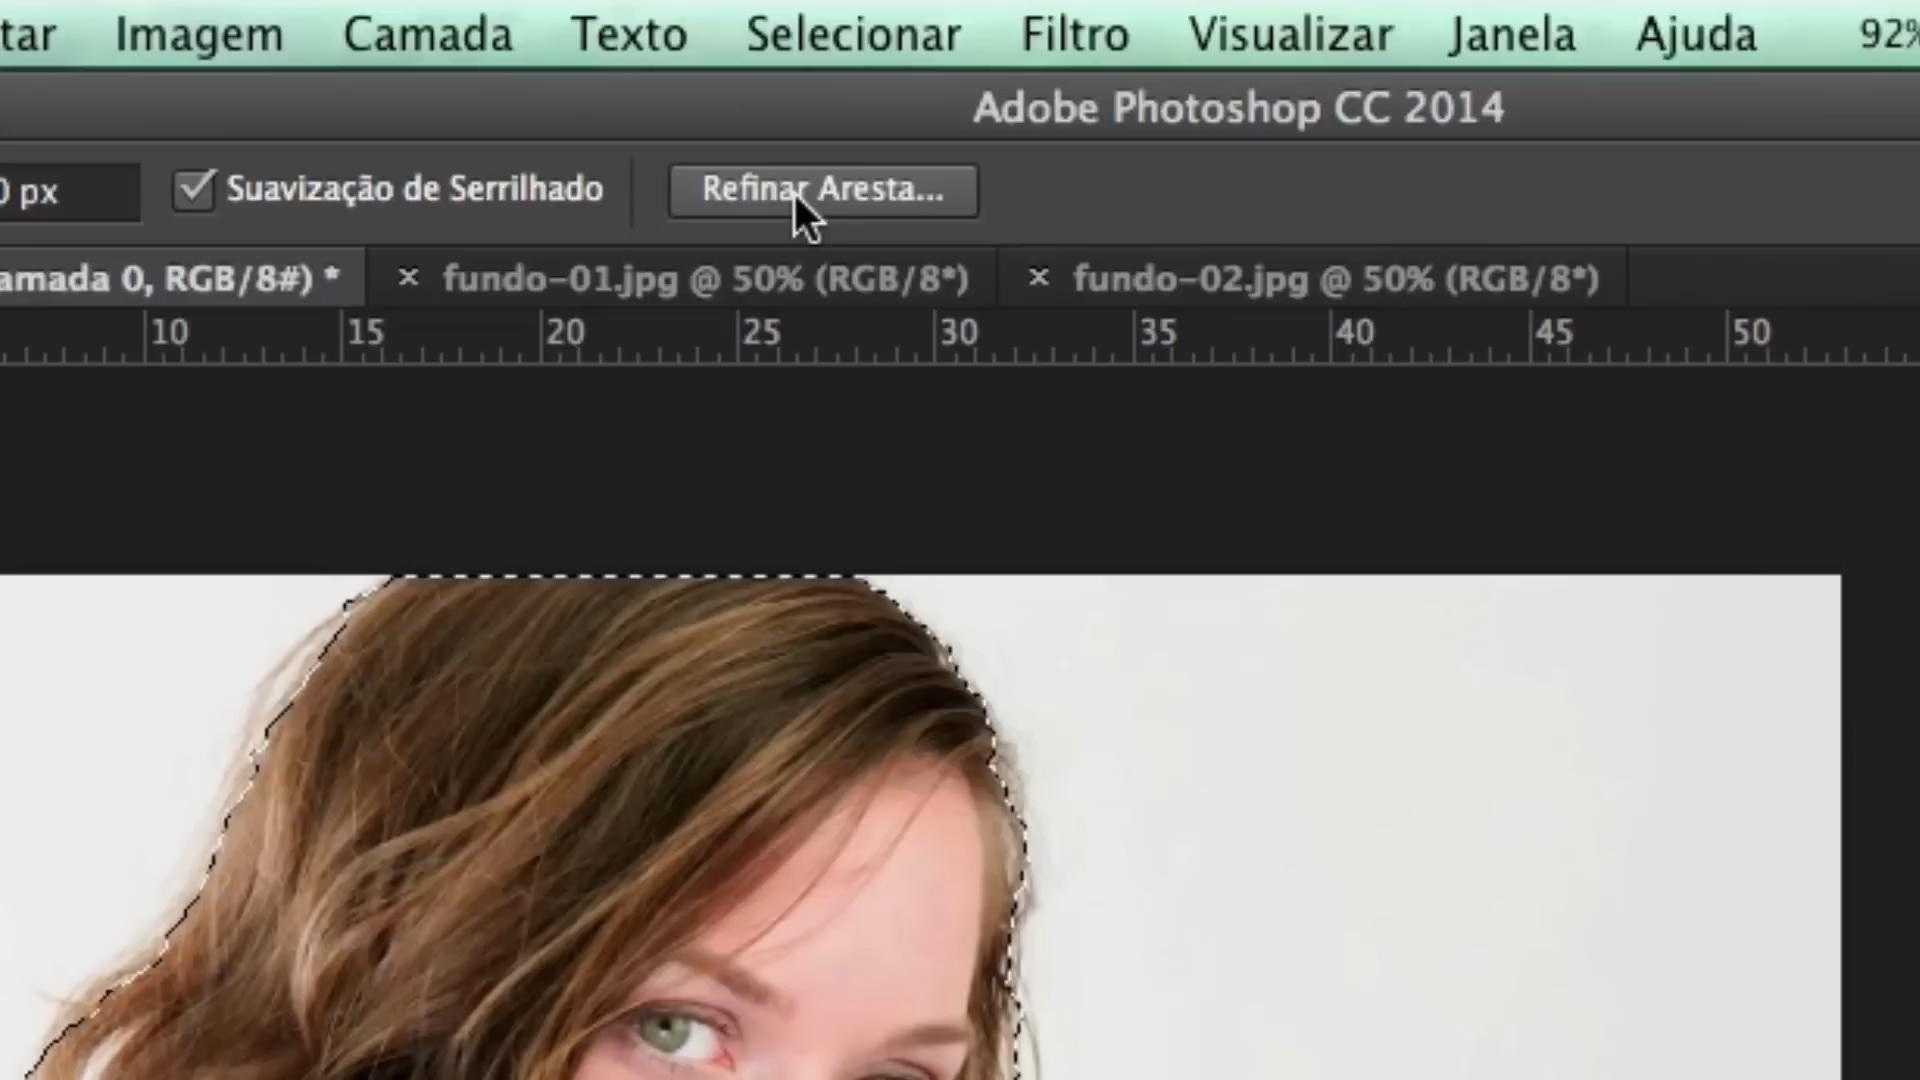 tar Imagem Camada Texto Selecionar Filtro Visualizar Janela Ajuda 92%
Adobe Photoshop CC 2014
0 px Suavização de Serrilhado Refinar Aresta...
amada 0, RGB/8#) * × fundo-01.jpg @ 50% (RGB/8*) × fundo-02.jpg @ 50% (RGB/8*)
10 15 20 25 30 35 40 45 50